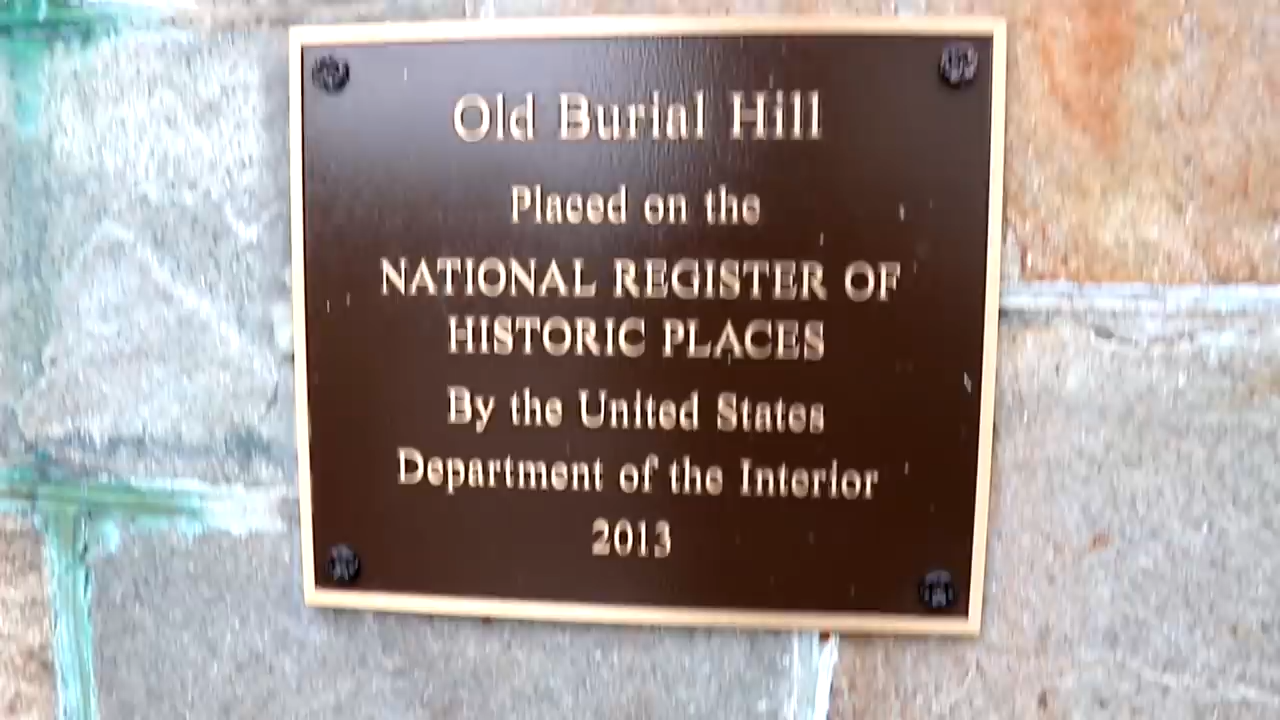 Old Burial Hill
Placed on the
NATIONAL REGISTER OF
HISTORIC PLACES
By the United States
Department of the Interior
2013